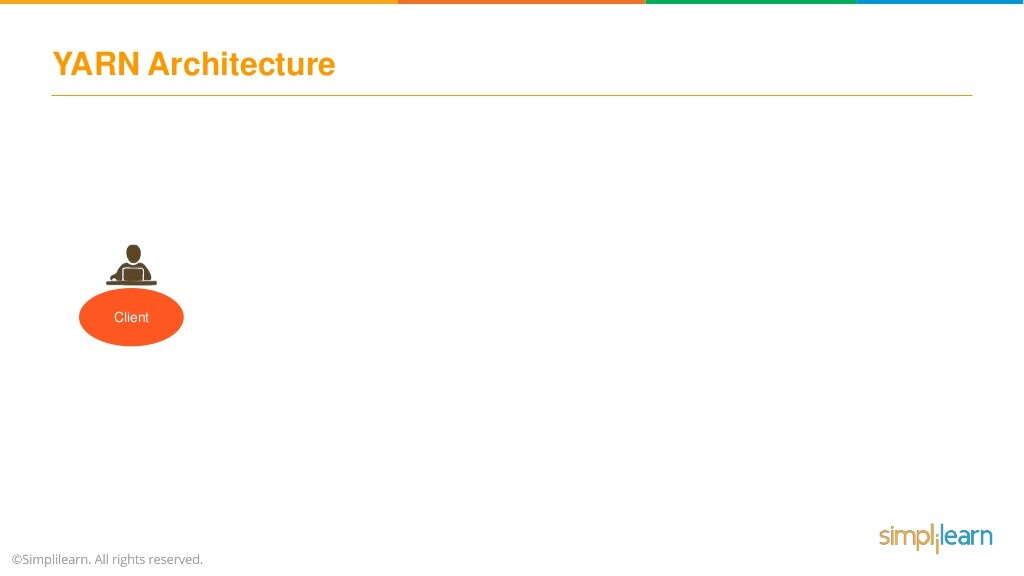 YARN Architecture
Client
simplilearn
©Simplilearn. All rights reserved.